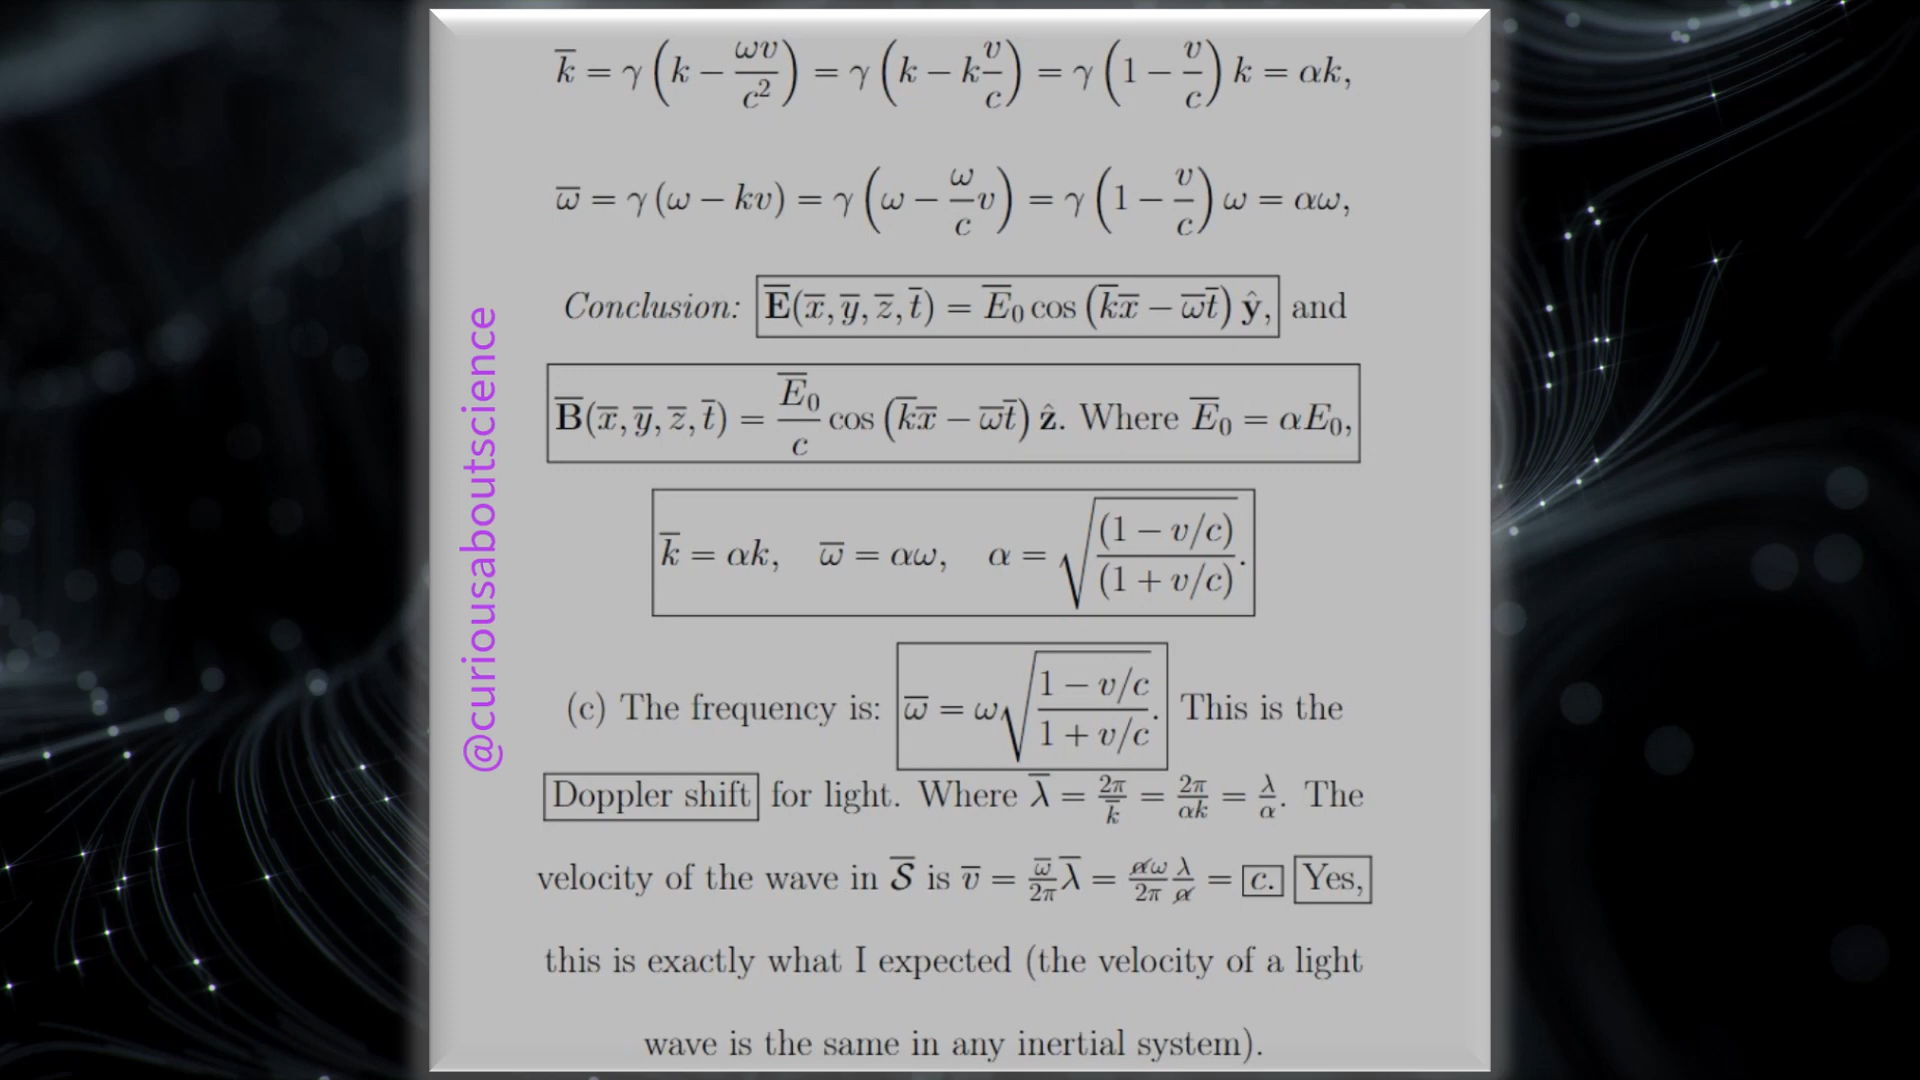 k̅ = γ (k − ωv/c²) = γ (k − k v/c) = γ (1 − v/c) k = αk,
ω̅ = γ (ω − kv) = γ (ω − ω/c v) = γ (1 − v/c) ω = αω,
Conclusion: E̅(x̅, y̅, z̅, t̅) = E̅₀ cos (k̅x̅ − ω̅t̅) ŷ, and
B̅(x̅, y̅, z̅, t̅) = E̅₀/c cos (k̅x̅ − ω̅t̅) ẑ. Where E̅₀ = αE₀,
k̅ = αk, ω̅ = αω, α = √((1 − v/c)/(1 + v/c)).
(c) The frequency is: ω̅ = ω√(1 − v/c / 1 + v/c). This is the
Doppler shift for light. Where λ̅ = 2π/k̅ = 2π/αk = λ/α. The
velocity of the wave in S̅ is v̅ = ω̅/2π λ̅ = αω/2π λ/α = c. Yes,
this is exactly what I expected (the velocity of a light
wave is the same in any inertial system).
@curiousaboutscience